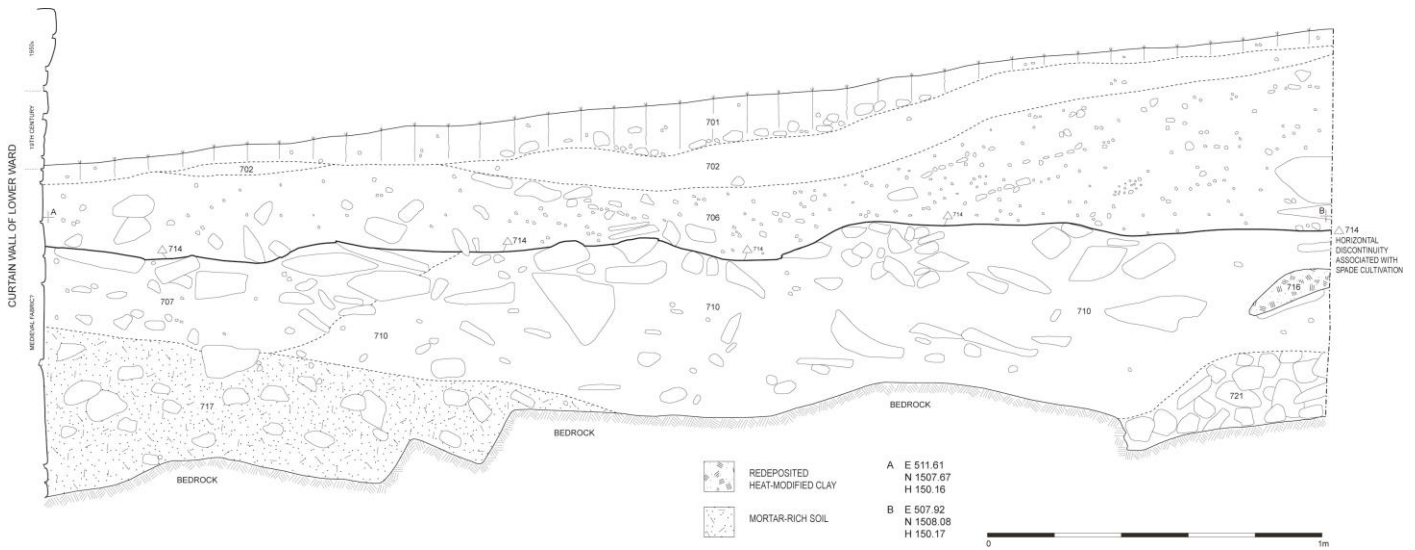 CURTAIN WALL OF LOWER WARD
1950s
19TH CENTURY
MEDIEVAL FABRIC?
701
702
702
A
706
714
B
714
714
714
714
HORIZONTAL
DISCONTINUITY
ASSOCIATED WITH
SPADE CULTIVATION
707
716
710
710
710
717
721
BEDROCK
BEDROCK
BEDROCK
REDEPOSITED
HEAT-MODIFIED CLAY
MORTAR-RICH SOIL
A E 511.61
N 1507.67
H 150.16
B E 507.92
N 1508.08
H 150.17
0 1m